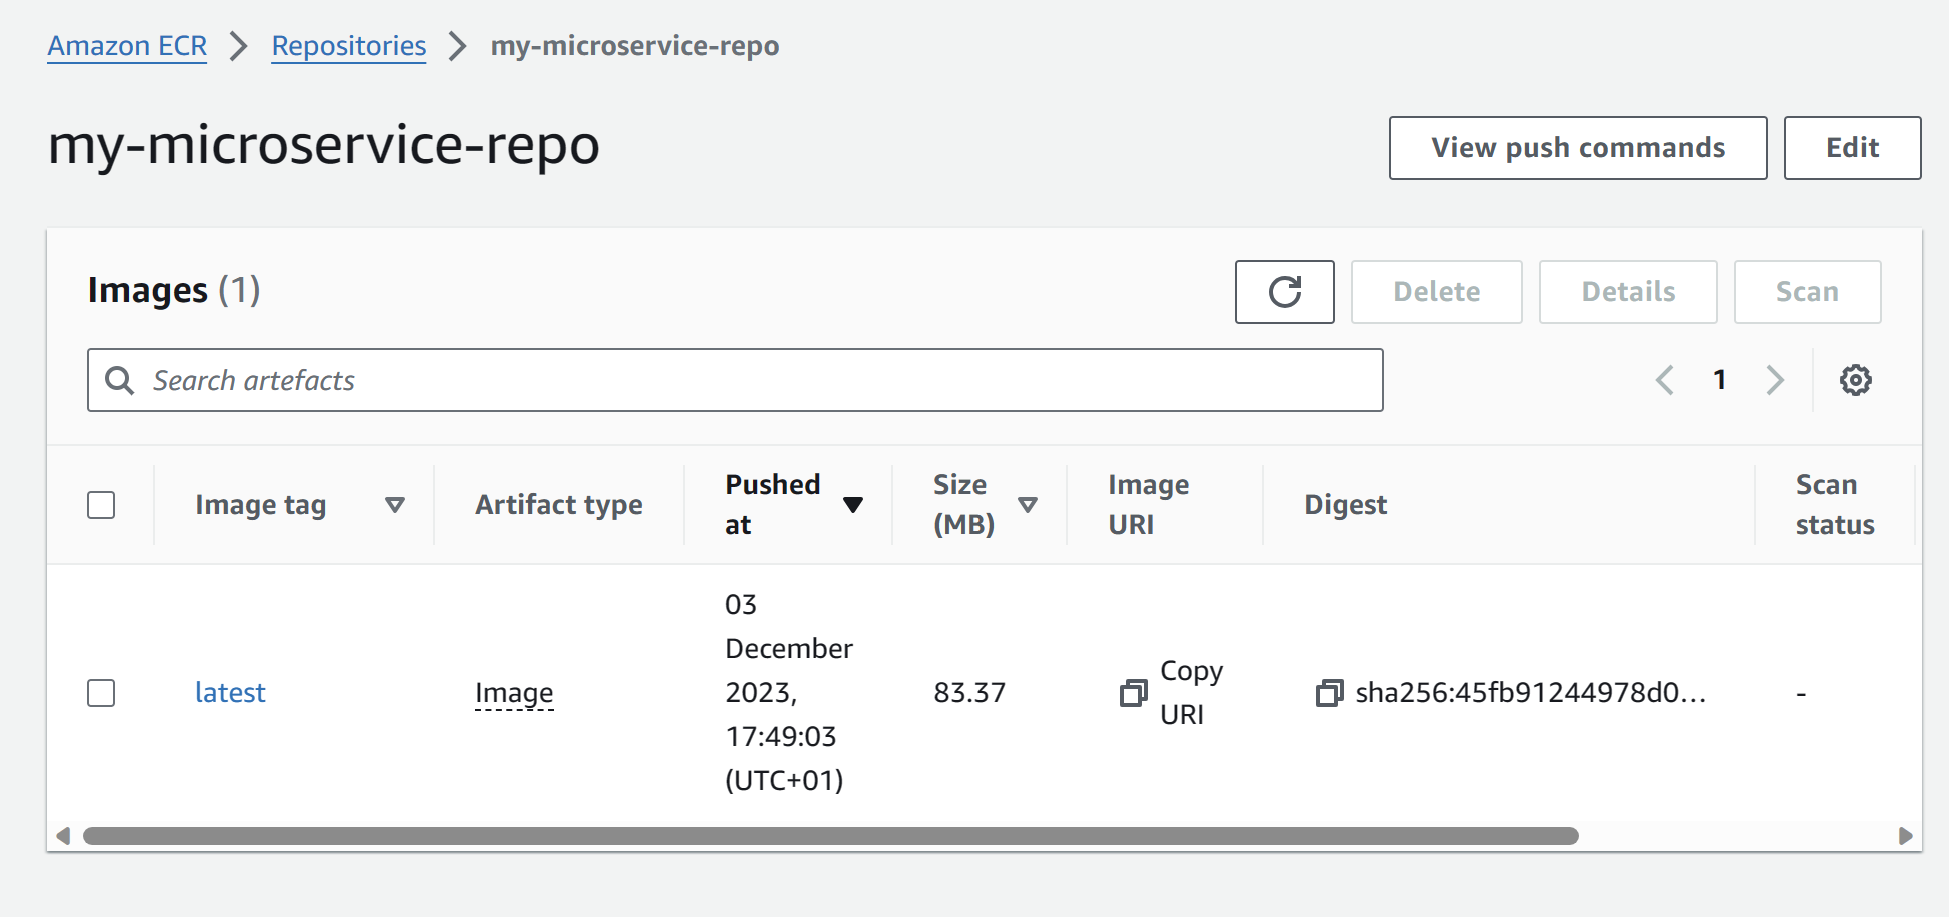 Amazon ECR > Repositories > my-microservice-repo
my-microservice-repo
View push commands
Edit
Images (1)
Delete
Details
Scan
Search artefacts
1
Image tag
Artifact type
Pushed
at
Size
(MB)
Image
URI
Digest
Scan
status
latest
Image
03
December
2023,
17:49:03
(UTC+01)
83.37
Copy
URI
sha256:45fb91244978d0...
-